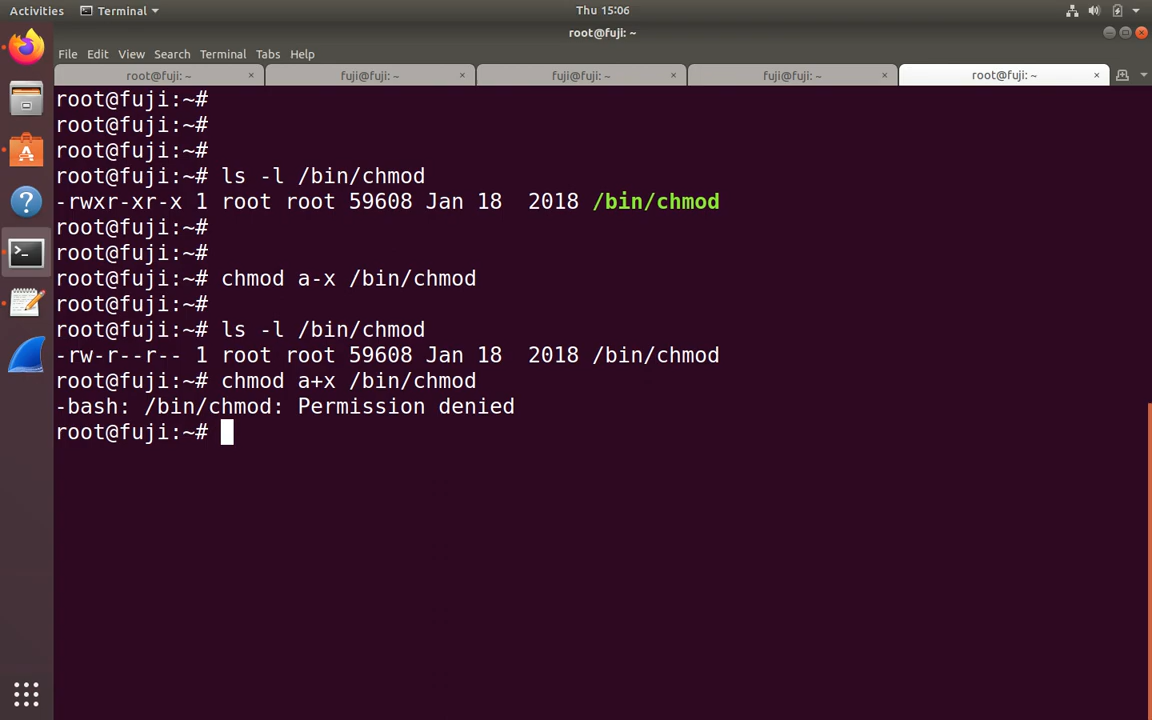 Activities Terminal Thu 15:06
root@fuji: ~
File Edit View Search Terminal Tabs Help
root@fuji: ~ × fuji@fuji: ~ × fuji@fuji: ~ × fuji@fuji: ~ × root@fuji: ~ ×
root@fuji:~#
root@fuji:~#
root@fuji:~#
root@fuji:~# ls -l /bin/chmod
-rwxr-xr-x 1 root root 59608 Jan 18  2018 /bin/chmod
root@fuji:~#
root@fuji:~#
root@fuji:~# chmod a-x /bin/chmod
root@fuji:~#
root@fuji:~# ls -l /bin/chmod
-rw-r--r-- 1 root root 59608 Jan 18  2018 /bin/chmod
root@fuji:~# chmod a+x /bin/chmod
-bash: /bin/chmod: Permission denied
root@fuji:~#